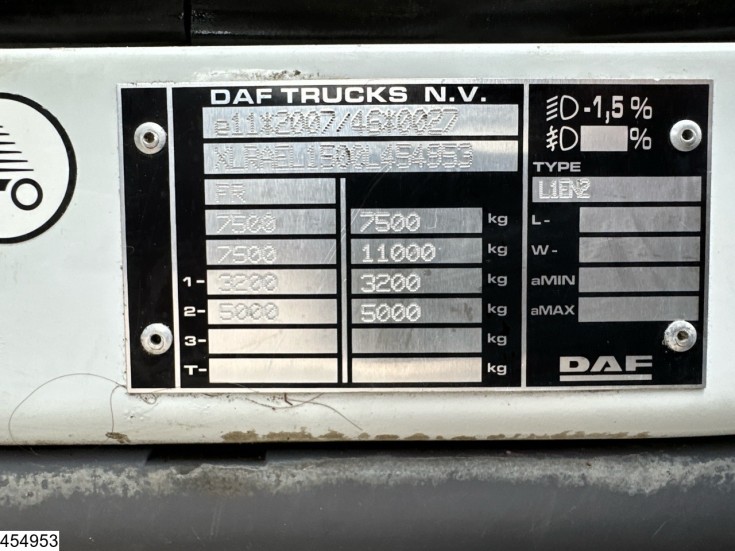 DAF TRUCKS N.V.
e11*2007/46*0027
FR
7500 7500 kg
7500 11000 kg
1- 3200 3200 kg
2- 5000 5000 kg
3- kg
T- kg
-1,5 %
%
TYPE
L1EN2
L-
W-
aMIN
aMAX
DAF
454953